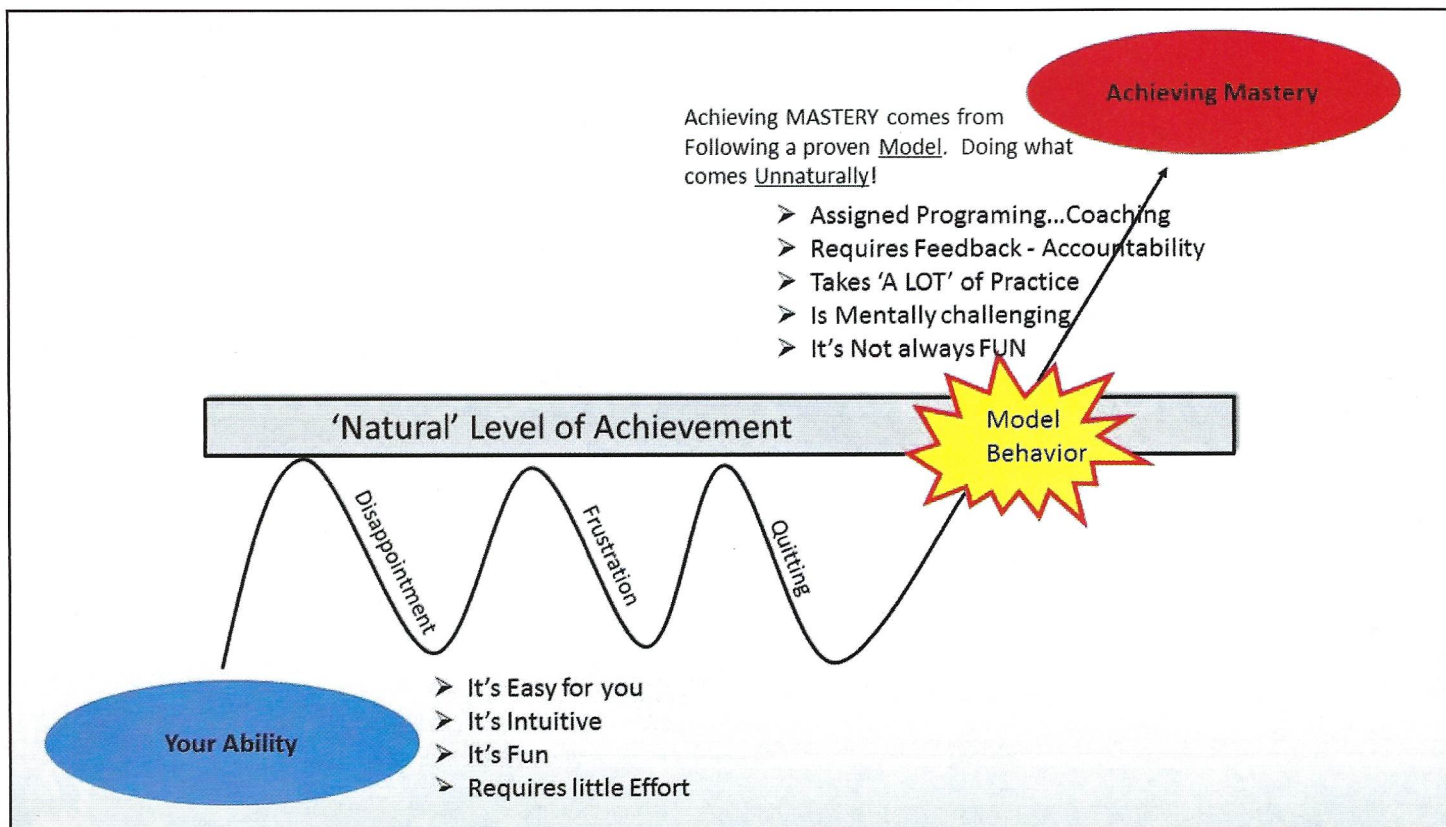 Achieving Mastery
Achieving MASTERY comes from
Following a proven Model. Doing what
comes Unnaturally!
➢ Assigned Programing...Coaching
➢ Requires Feedback - Accountability
➢ Takes ‘A LOT’ of Practice
➢ Is Mentally challenging
➢ It’s Not always FUN
‘Natural’ Level of Achievement
Model
Behavior
Disappointment
Frustration
Quitting
Your Ability
➢ It’s Easy for you
➢ It’s Intuitive
➢ It’s Fun
➢ Requires little Effort